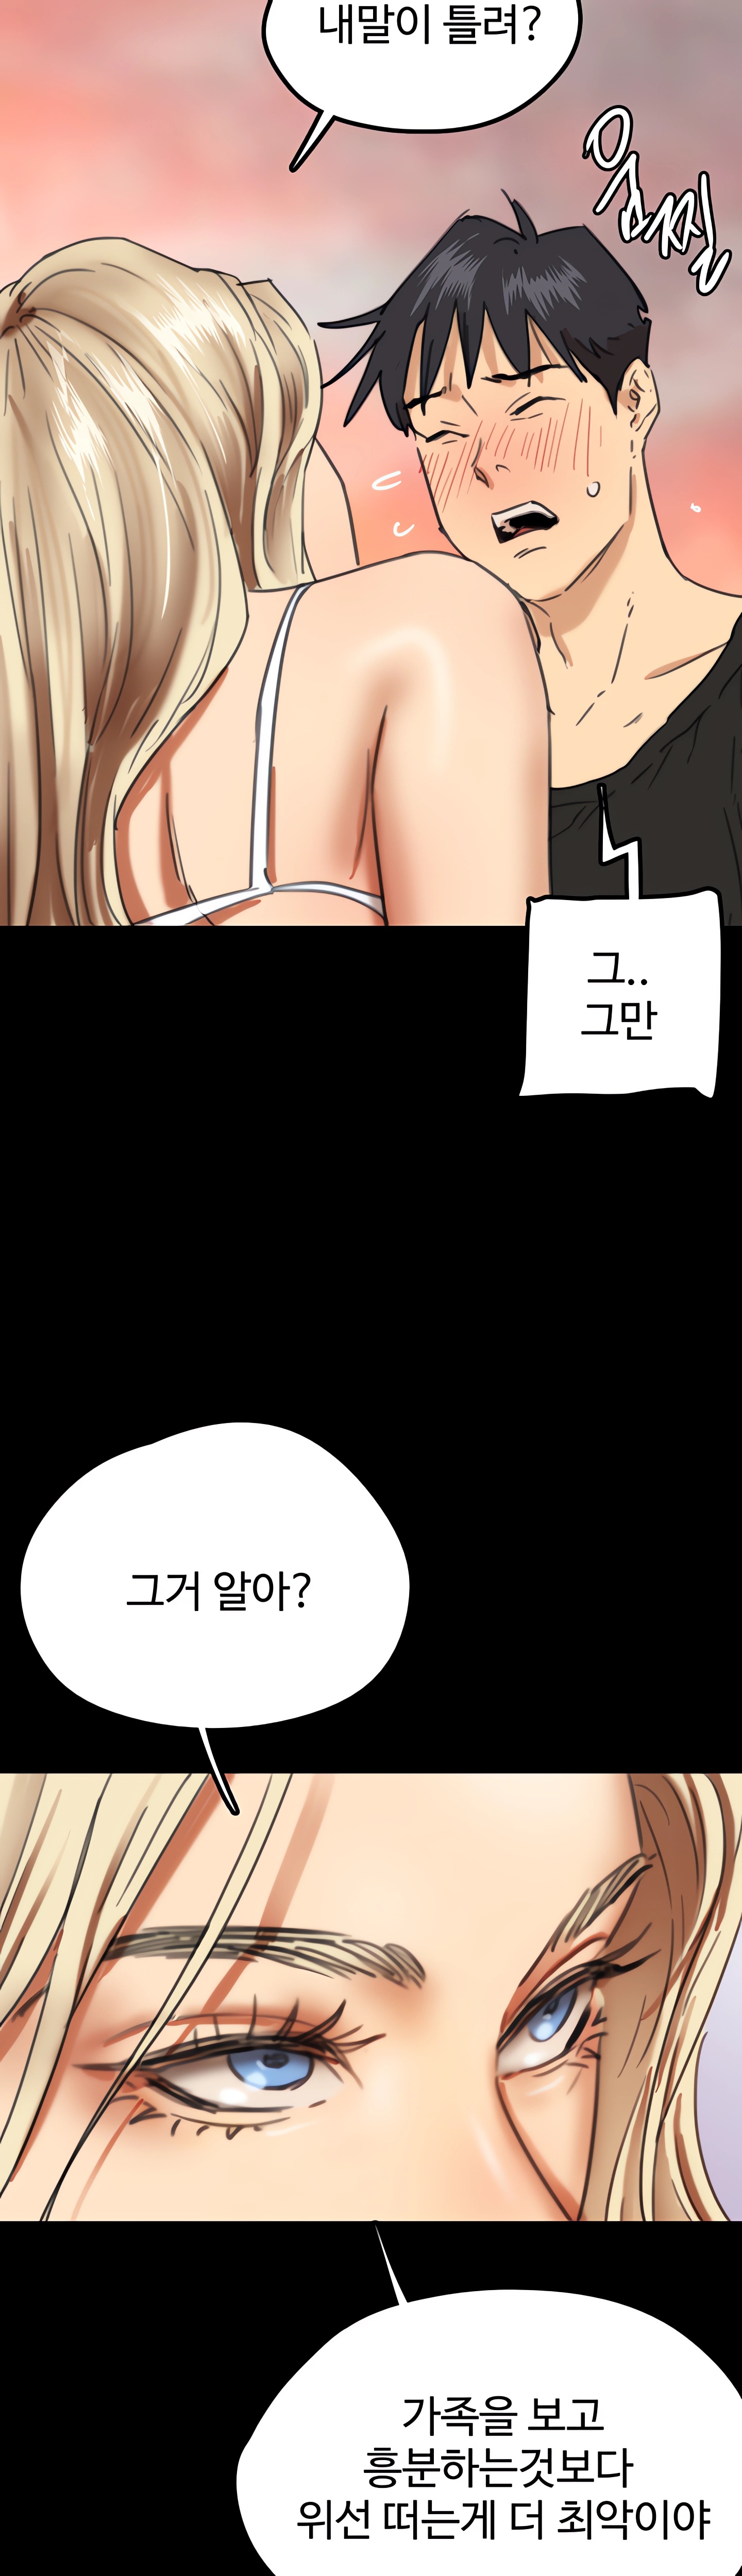 내말이 틀려?
움찔
그..
그만
그거 알아?
가족을 보고
흥분하는것보다
위선 떠는게 더 최악이야